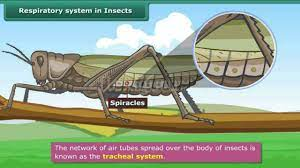 Respiratory system in Insects
Spiracles
The network of air tubes spread over the body of insects is
known as the tracheal system.